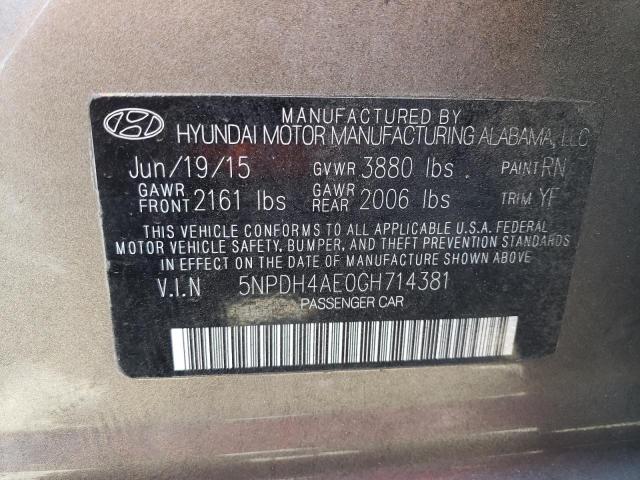 MANUFACTURED BY
HYUNDAI MOTOR MANUFACTURING ALABAMA, LLC
Jun/19/15 GVWR 3880 lbs. PAINT RN
GAWR FRONT 2161 lbs GAWR REAR 2006 lbs TRIM YF
THIS VEHICLE CONFORMS TO ALL APPLICABLE U.S.A. FEDERAL
MOTOR VEHICLE SAFETY, BUMPER, AND THEFT PREVENTION STANDARDS
IN EFFECT ON THE DATE OF MANUFACTURE SHOWN ABOVE.
V.I.N 5NPDH4AE0GH714381
PASSENGER CAR